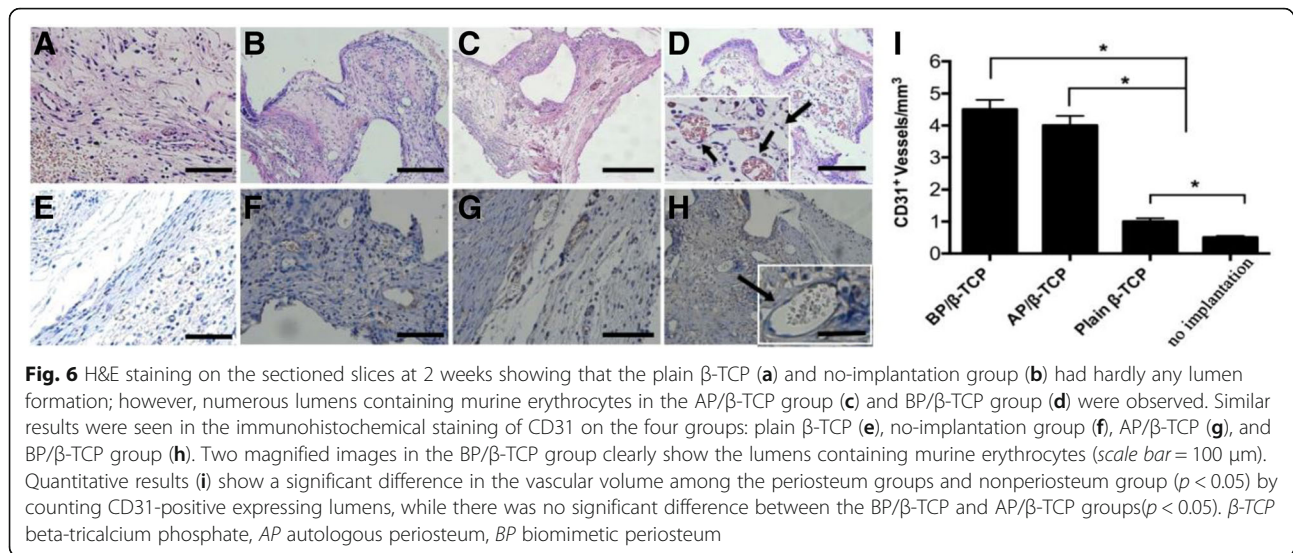 A
B
C
D
E
F
G
H
I
*
*
*
CD31⁺ Vessels/mm³
6
5
4
3
2
1
0
BP/β-TCP
AP/β-TCP
Plain β-TCP
no implantation
Fig. 6 H&E staining on the sectioned slices at 2 weeks showing that the plain β-TCP (a) and no-implantation group (b) had hardly any lumen
formation; however, numerous lumens containing murine erythrocytes in the AP/β-TCP group (c) and BP/β-TCP group (d) were observed. Similar
results were seen in the immunohistochemical staining of CD31 on the four groups: plain β-TCP (e), no-implantation group (f), AP/β-TCP (g), and
BP/β-TCP group (h). Two magnified images in the BP/β-TCP group clearly show the lumens containing murine erythrocytes (scale bar = 100 μm).
Quantitative results (i) show a significant difference in the vascular volume among the periosteum groups and nonperiosteum group (p < 0.05) by
counting CD31-positive expressing lumens, while there was no significant difference between the BP/β-TCP and AP/β-TCP groups(p < 0.05). β-TCP
beta-tricalcium phosphate, AP autologous periosteum, BP biomimetic periosteum